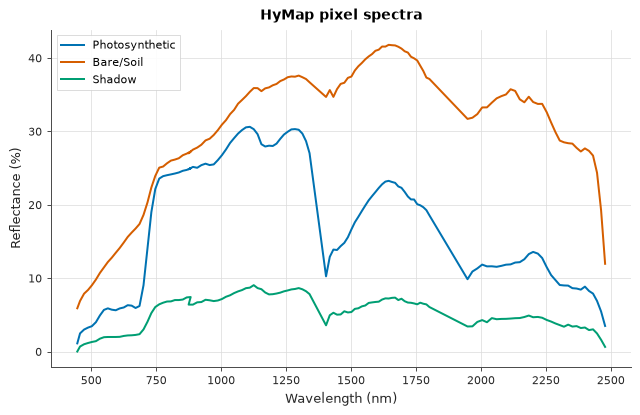 HyMap pixel spectra
Photosynthetic
Bare/Soil
Shadow
Reflectance (%)
40
30
20
10
0
500 750 1000 1250 1500 1750 2000 2250 2500
Wavelength (nm)